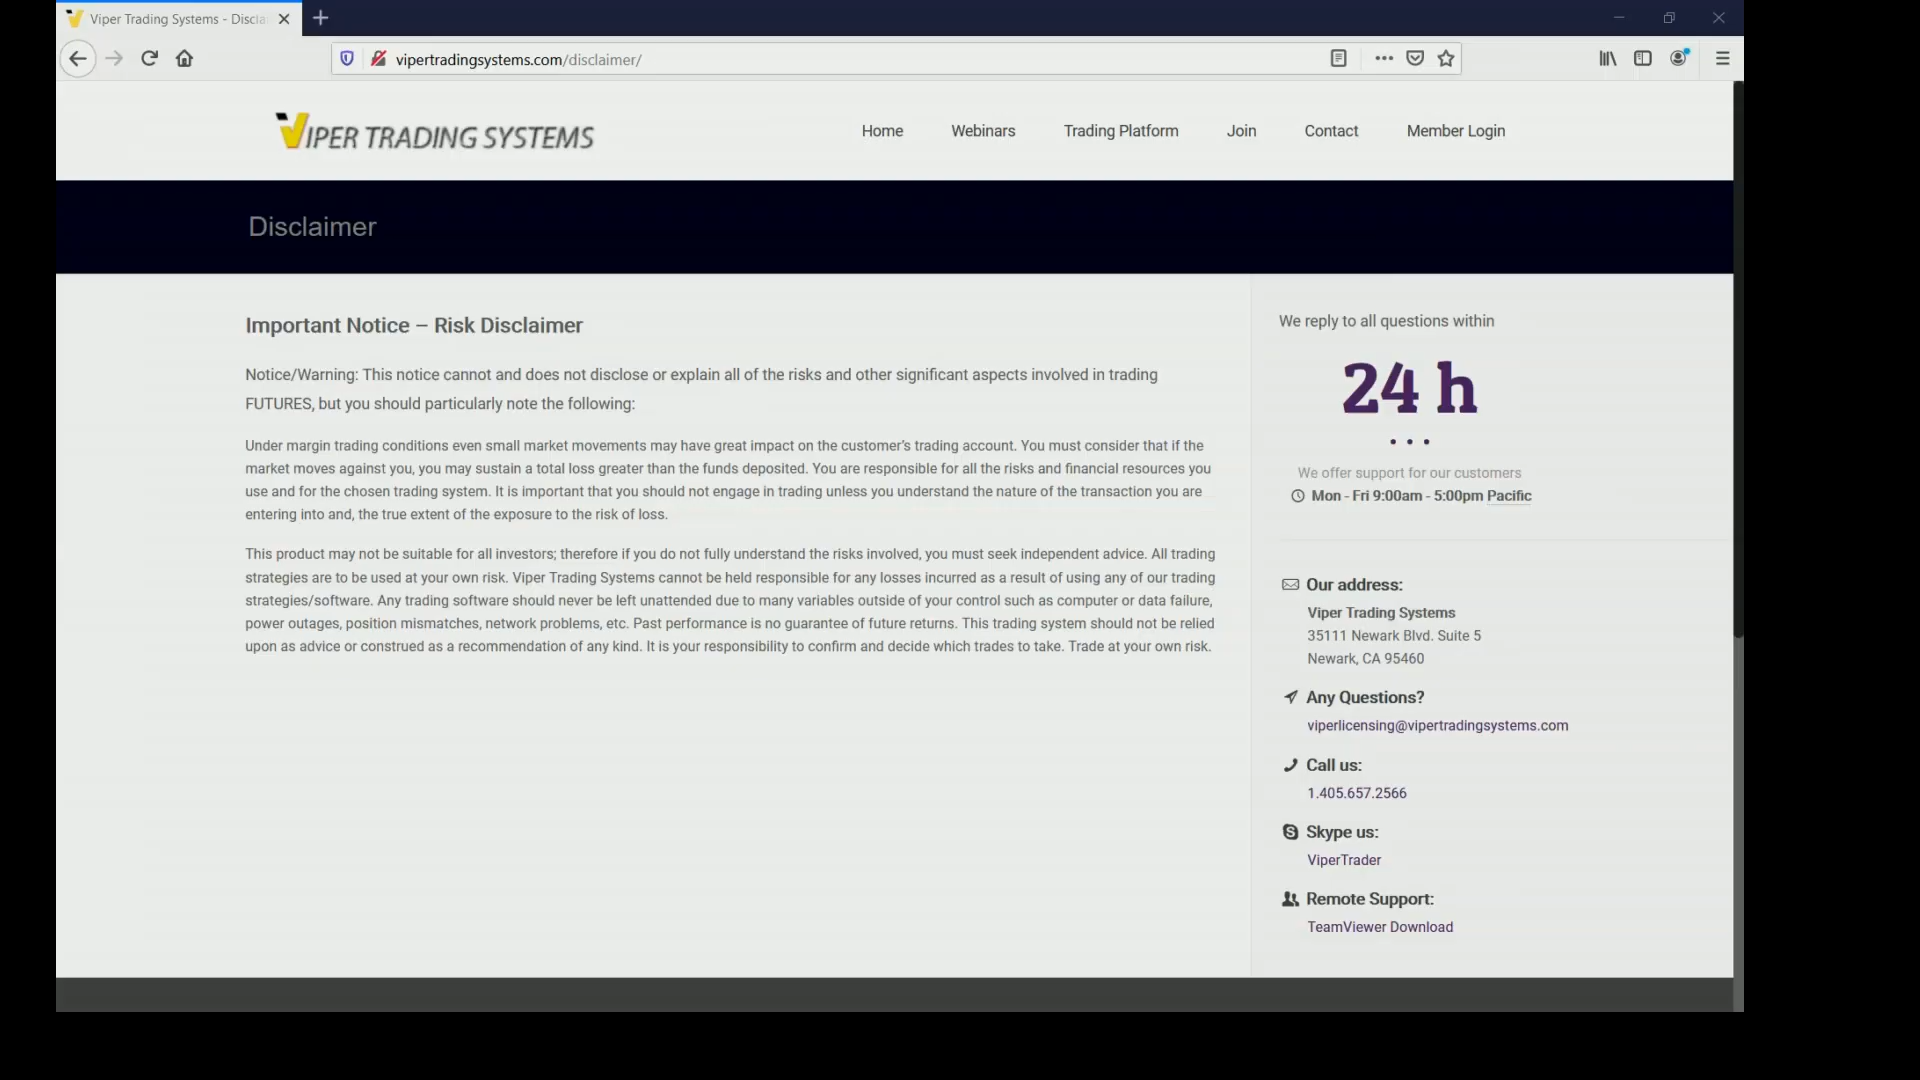 Viper Trading Systems - Discla
vipertradingsystems.com/disclaimer/
VIPER TRADING SYSTEMS
Home
Webinars
Trading Platform
Join
Contact
Member Login
Disclaimer
Important Notice – Risk Disclaimer
Notice/Warning: This notice cannot and does not disclose or explain all of the risks and other significant aspects involved in trading
FUTURES, but you should particularly note the following:
Under margin trading conditions even small market movements may have great impact on the customer’s trading account. You must consider that if the
market moves against you, you may sustain a total loss greater than the funds deposited. You are responsible for all the risks and financial resources you
use and for the chosen trading system. It is important that you should not engage in trading unless you understand the nature of the transaction you are
entering into and, the true extent of the exposure to the risk of loss.
This product may not be suitable for all investors; therefore if you do not fully understand the risks involved, you must seek independent advice. All trading
strategies are to be used at your own risk. Viper Trading Systems cannot be held responsible for any losses incurred as a result of using any of our trading
strategies/software. Any trading software should never be left unattended due to many variables outside of your control such as computer or data failure,
power outages, position mismatches, network problems, etc. Past performance is no guarantee of future returns. This trading system should not be relied
upon as advice or construed as a recommendation of any kind. It is your responsibility to confirm and decide which trades to take. Trade at your own risk.
We reply to all questions within
24 h
We offer support for our customers
Mon - Fri 9:00am - 5:00pm Pacific
Our address:
Viper Trading Systems
35111 Newark Blvd. Suite 5
Newark, CA 95460
Any Questions?
viperlicensing@vipertradingsystems.com
Call us:
1.405.657.2566
Skype us:
ViperTrader
Remote Support:
TeamViewer Download